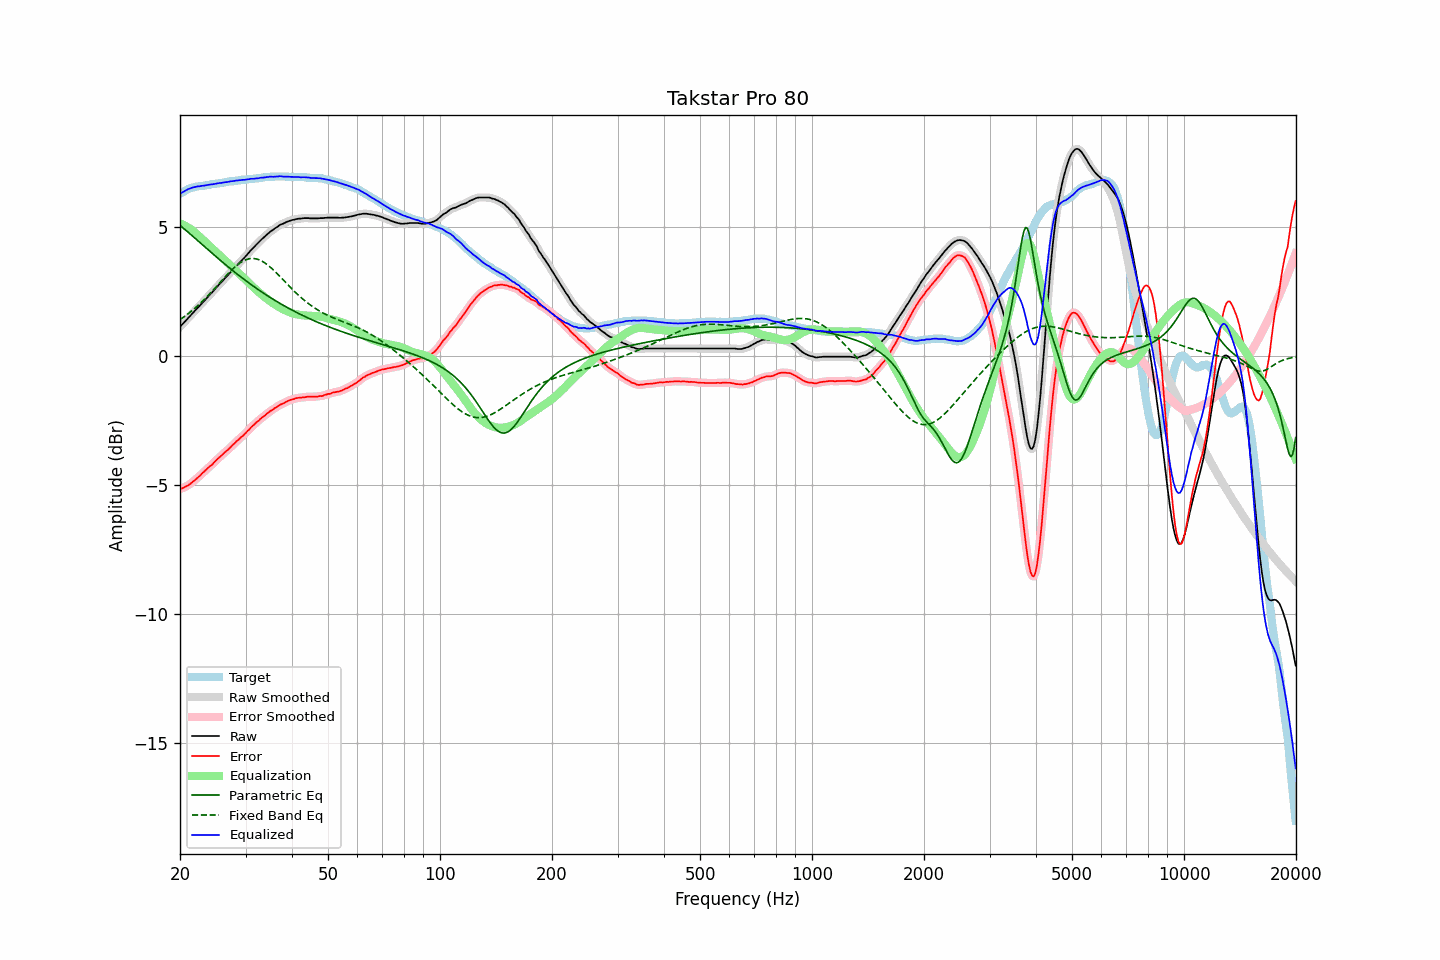 Takstar Pro 80
Amplitude (dBr)
5
0
−5
−10
−15
Target
Raw Smoothed
Error Smoothed
Raw
Error
Equalization
Parametric Eq
Fixed Band Eq
Equalized
20
50
100
200
500
1000
2000
5000
10000
20000
Frequency (Hz)